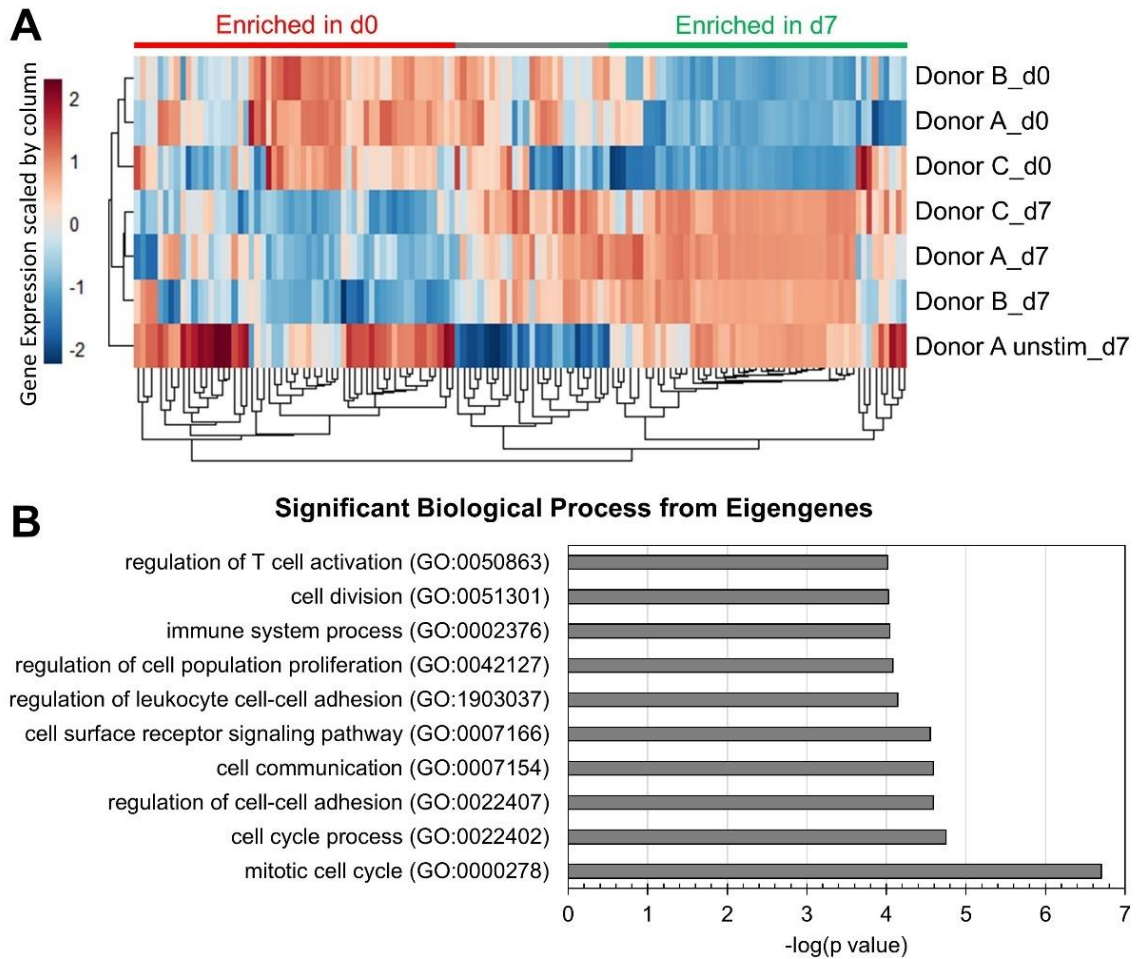 A
Enriched in d0
Enriched in d7
Gene Expression scaled by column
2
1
0
-1
-2
Donor B_d0
Donor A_d0
Donor C_d0
Donor C_d7
Donor A_d7
Donor B_d7
Donor A unstim_d7
B
Significant Biological Process from Eigengenes
regulation of T cell activation (GO:0050863)
cell division (GO:0051301)
immune system process (GO:0002376)
regulation of cell population proliferation (GO:0042127)
regulation of leukocyte cell-cell adhesion (GO:1903037)
cell surface receptor signaling pathway (GO:0007166)
cell communication (GO:0007154)
regulation of cell-cell adhesion (GO:0022407)
cell cycle process (GO:0022402)
mitotic cell cycle (GO:0000278)
0 1 2 3 4 5 6 7
-log(p value)